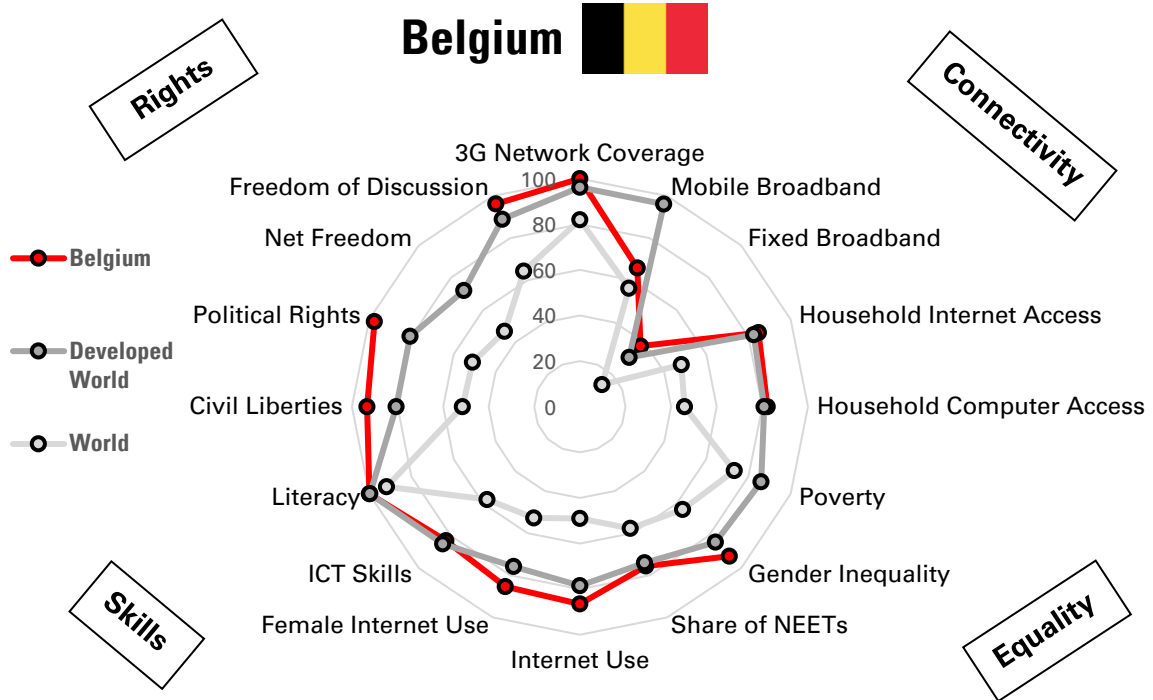 Belgium
Rights
Connectivity
3G Network Coverage
Freedom of Discussion
100
Mobile Broadband
Net Freedom
80
Fixed Broadband
Belgium
60
Political Rights
40
Household Internet Access
Developed
World
20
Civil Liberties
0
Household Computer Access
World
Literacy
Poverty
ICT Skills
Gender Inequality
Female Internet Use
Share of NEETs
Internet Use
Skills
Equality